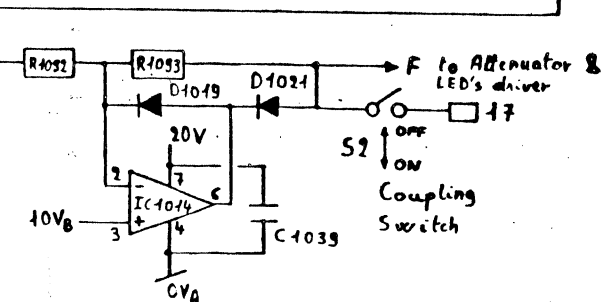 R1092
R1093
F to Attenuator &
LED's driver
D1019
D1021
17
S2
OFF
ON
20V
Coupling
Switch
2
7
6
-
IC1014
+
10VB
3
4
C1039
0VA